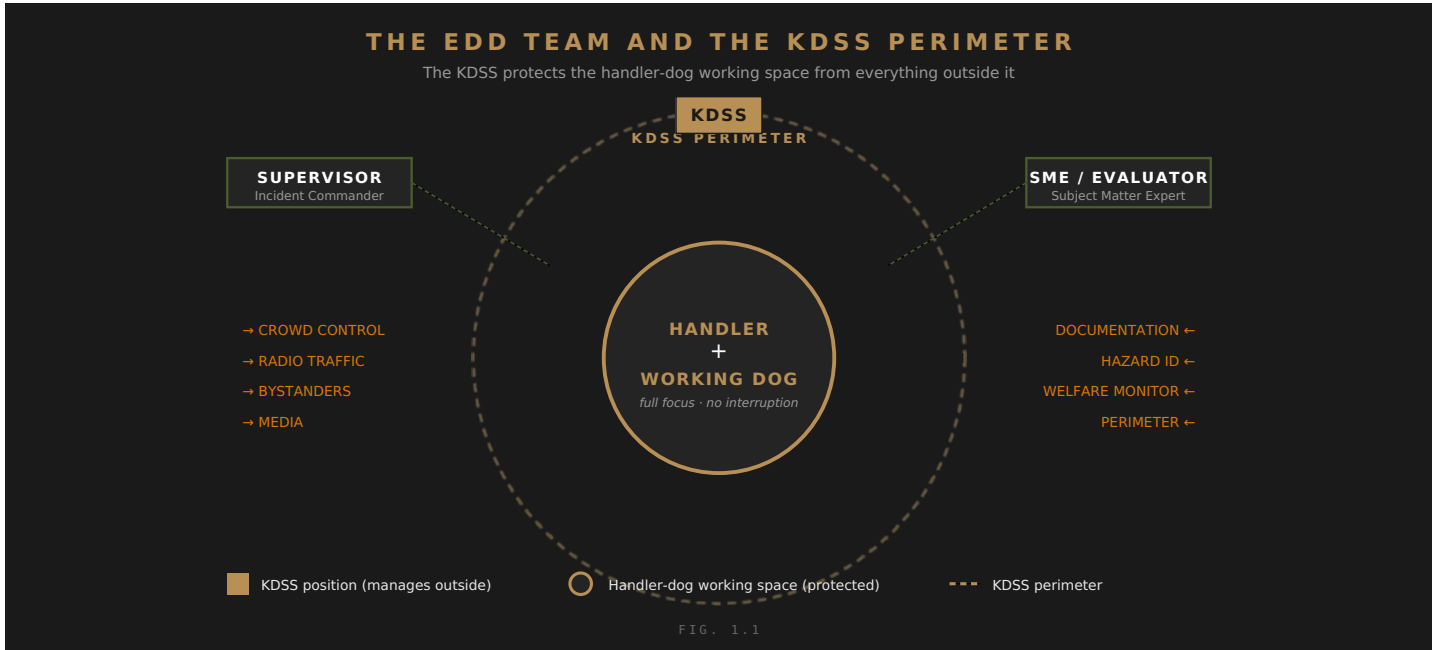 THE EDD TEAM AND THE KDSS PERIMETER
The KDSS protects the handler-dog working space from everything outside it
KDSS
KDSS PERIMETER
SUPERVISOR
Incident Commander
SME / EVALUATOR
Subject Matter Expert
→ CROWD CONTROL
→ RADIO TRAFFIC
→ BYSTANDERS
→ MEDIA
HANDLER
+
WORKING DOG
full focus · no interruption
DOCUMENTATION ←
HAZARD ID ←
WELFARE MONITOR ←
PERIMETER ←
KDSS position (manages outside)
Handler-dog working space (protected)
KDSS perimeter
FIG. 1.1